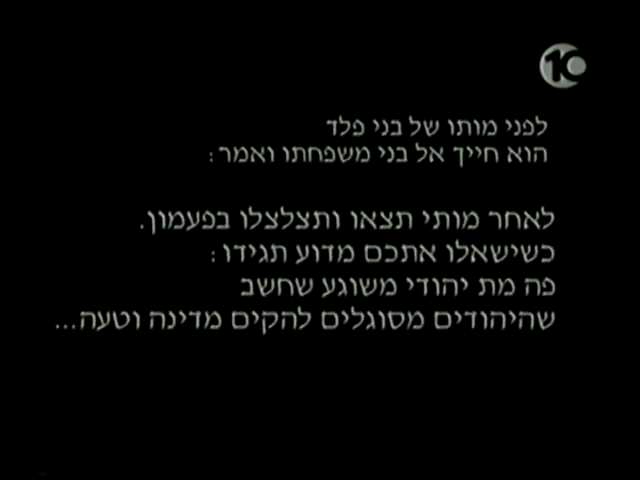 10
לפני מותו של בני פלד
הוא חייך אל בני משפחתו ואמר:
לאחר מותי תצאו ותצלצלו בפעמון.
כשישאלו אתכם מדוע תגידו:
פה מת יהודי משוגע שחשב
שהיהודים מסוגלים להקים מדינה וטעה...